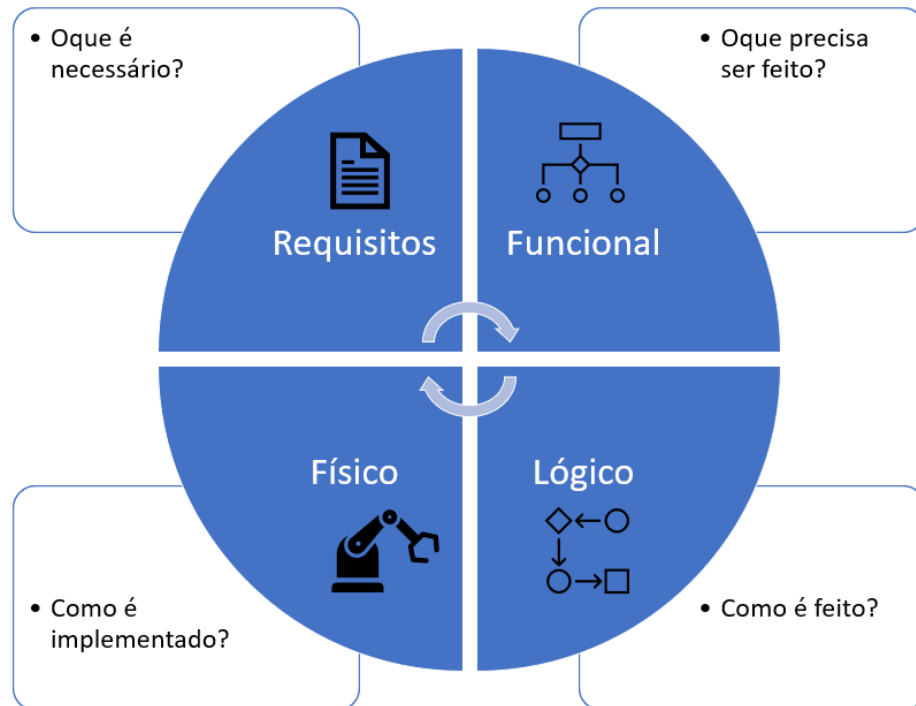 • Oque é
necessário?
• Oque precisa
ser feito?
Requisitos
Funcional
Físico
Lógico
• Como é
implementado?
• Como é feito?